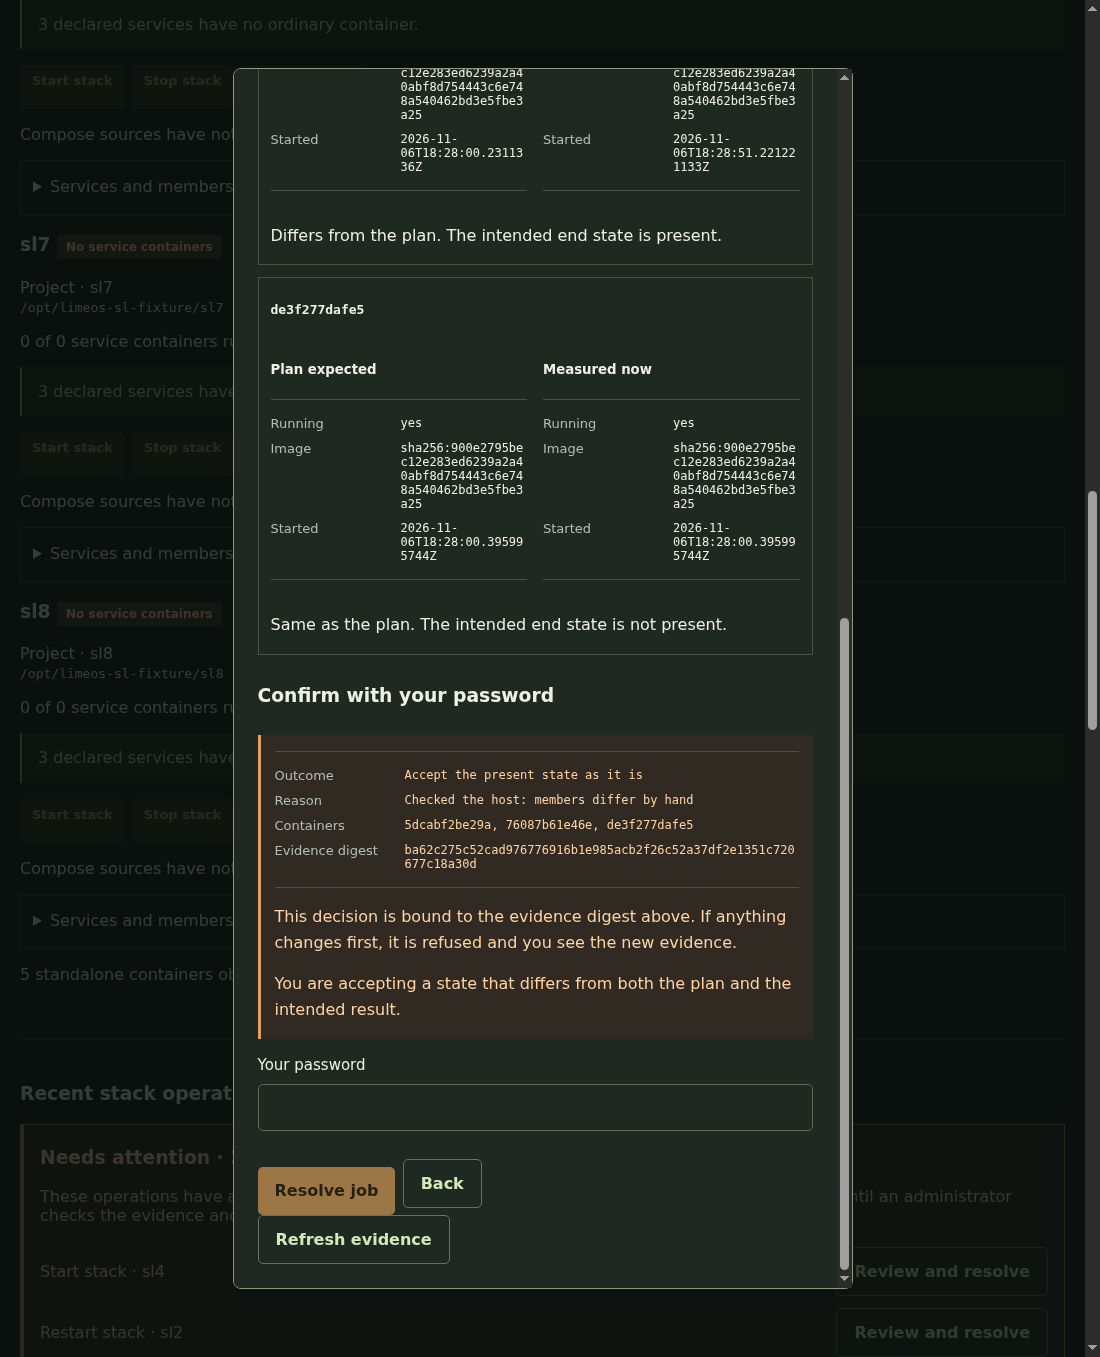 3 declared services have no ordinary container.
Start stack
Stop stack
Compose sources have not
Services and members
sl7
No service containers
Project · sl7
/opt/limeos-sl-fixture/sl7
0 of 0 service containers ru
3 declared services have
Start stack
Stop stack
Compose sources have not
Services and members
sl8
No service containers
Project · sl8
/opt/limeos-sl-fixture/sl8
0 of 0 service containers ru
3 declared services have
Start stack
Stop stack
Compose sources have not
Services and members
5 standalone containers ob
Recent stack operat
Needs attention ·
These operations have a
checks the evidence and
ntil an administrator
Start stack · sl4
Review and resolve
Restart stack · sl2
Review and resolve
c12e283ed6239a2a4
0abf8d754443c6e74
8a540462bd3e5fbe3
a25
Started
2026-11-
06T18:28:00.23113
36Z
c12e283ed6239a2a4
0abf8d754443c6e74
8a540462bd3e5fbe3
a25
Started
2026-11-
06T18:28:51.22122
1133Z
Differs from the plan. The intended end state is present.
de3f277dafe5
Plan expected
Running
yes
Image
sha256:900e2795be
c12e283ed6239a2a4
0abf8d754443c6e74
8a540462bd3e5fbe3
a25
Started
2026-11-
06T18:28:00.39599
5744Z
Measured now
Running
yes
Image
sha256:900e2795be
c12e283ed6239a2a4
0abf8d754443c6e74
8a540462bd3e5fbe3
a25
Started
2026-11-
06T18:28:00.39599
5744Z
Same as the plan. The intended end state is not present.
Confirm with your password
Outcome
Accept the present state as it is
Reason
Checked the host: members differ by hand
Containers
5dcabf2be29a, 76087b61e46e, de3f277dafe5
Evidence digest
ba62c275c52cad976776916b1e985acb2f26c52a37df2e1351c720
677c18a30d
This decision is bound to the evidence digest above. If anything
changes first, it is refused and you see the new evidence.
You are accepting a state that differs from both the plan and the
intended result.
Your password
Resolve job
Back
Refresh evidence